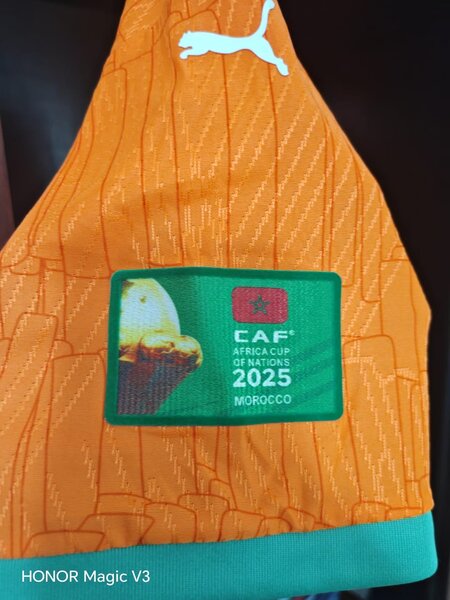 CAF®
AFRICA CUP
OF NATIONS
2025
MOROCCO
HONOR Magic V3